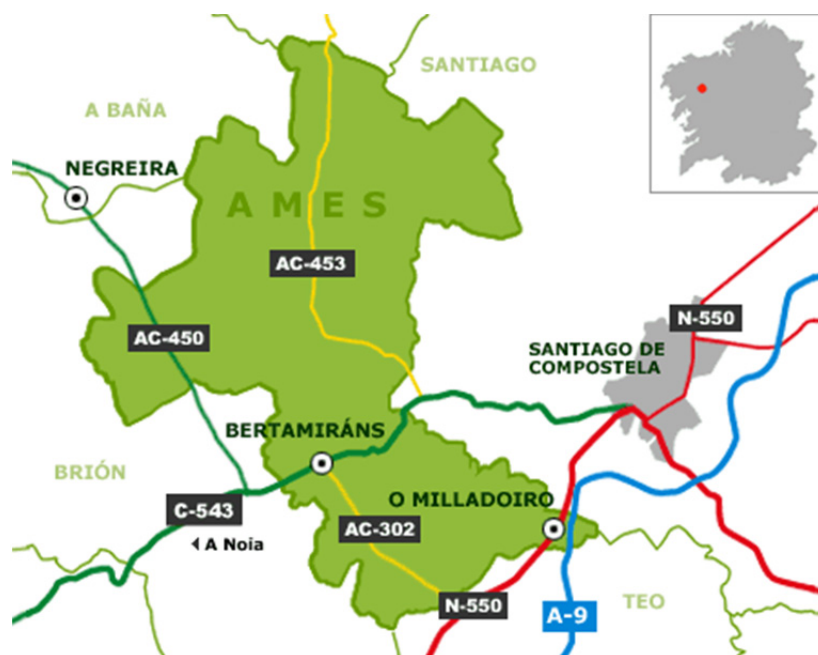 SANTIAGO
A BAÑA
NEGREIRA
AMES
AC-453
N-550
AC-450
SANTIAGO DE
COMPOSTELA
BERTAMIRÁNS
BRIÓN
O MILLADOIRO
C-543
AC-302
A Noia
N-550
TEO
A-9